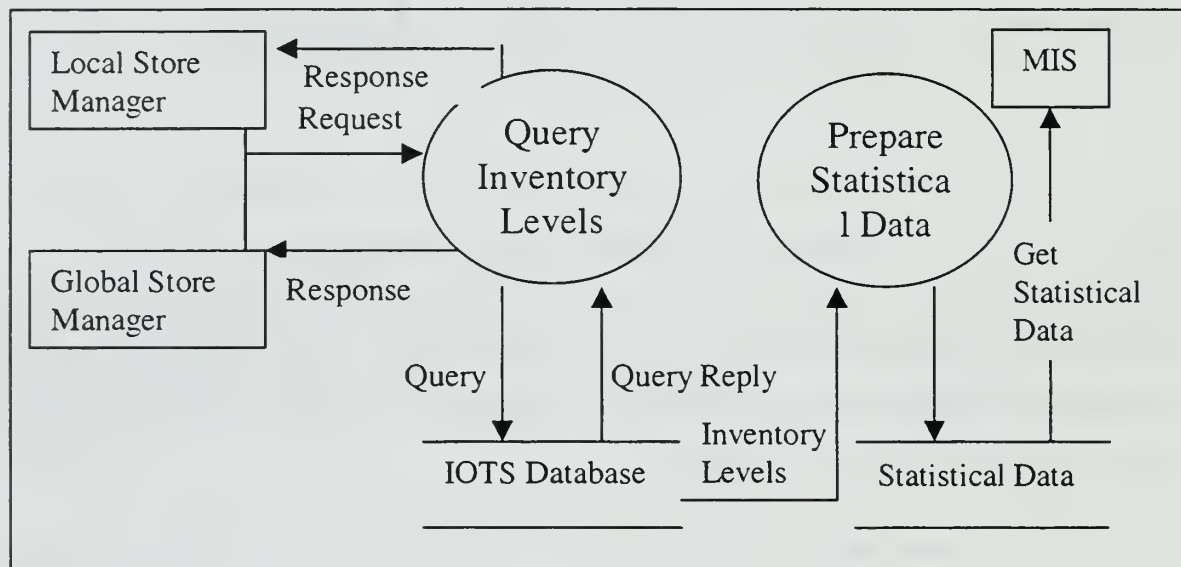 Local Store
Manager
Response
Request
Query
Inventory
Levels
Prepare
Statistica
l Data
MIS
Global Store
Manager
Response
Get
Statistical
Data
Query
Query Reply
Inventory
Levels
IOTS Database
Statistical Data